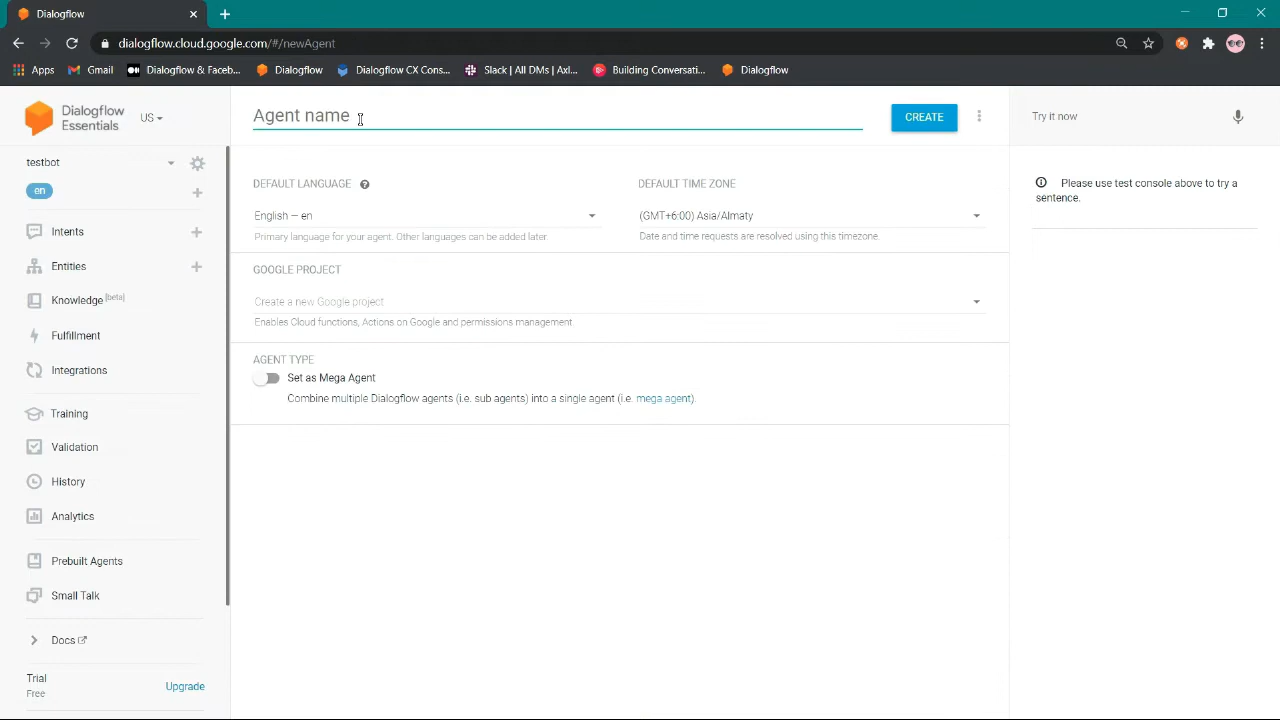 Dialogflow
dialogflow.cloud.google.com/#/newAgent
Apps
Gmail
Dialogflow & Faceb...
Dialogflow
Dialogflow CX Cons...
Slack | All DMs | Axl...
Building Conversati...
Dialogflow
Dialogflow
Essentials
US
Agent name
CREATE
Try it now
testbot
en
Intents
Entities
Knowledge [beta]
Fulfillment
Integrations
Training
Validation
History
Analytics
Prebuilt Agents
Small Talk
Docs
Trial
Free
Upgrade
DEFAULT LANGUAGE
English — en
Primary language for your agent. Other languages can be added later.
DEFAULT TIME ZONE
(GMT+6:00) Asia/Almaty
Date and time requests are resolved using this timezone.
GOOGLE PROJECT
Create a new Google project
Enables Cloud functions, Actions on Google and permissions management.
AGENT TYPE
Set as Mega Agent
Combine multiple Dialogflow agents (i.e. sub agents) into a single agent (i.e. mega agent).
Please use test console above to try a
sentence.